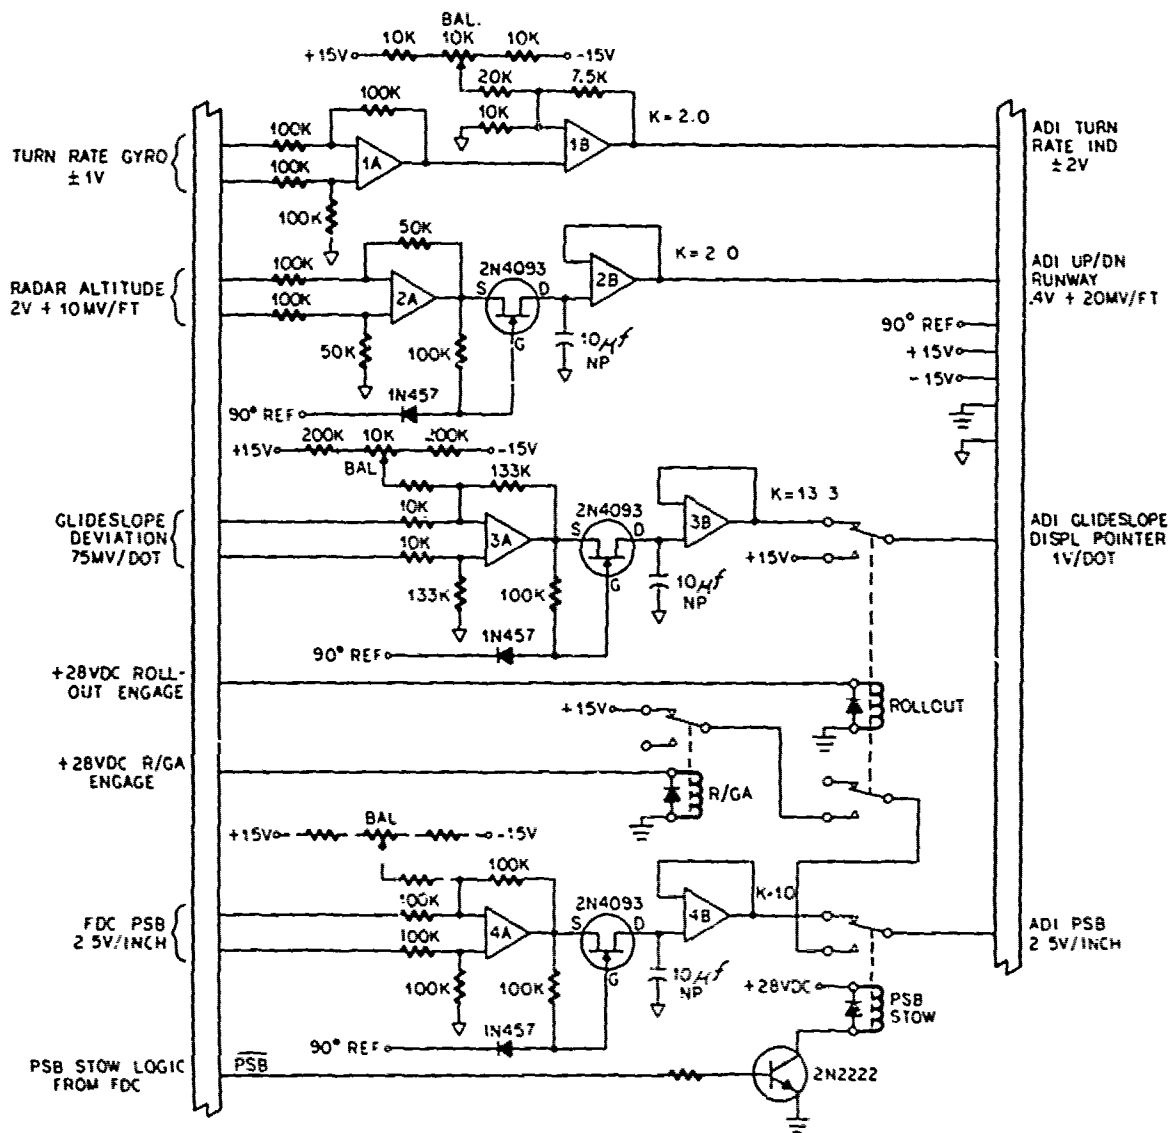 BAL.
10K 10K 10K
+15V -15V
20K 7.5K
100K
10K
K=2.0
100K
TURN RATE GYRO
±1V
1A
1B
ADI TURN
RATE IND
±2V
100K
100K
50K
100K
2N4093
K=2 0
RADAR ALTITUDE
2V + 10MV/FT
2A
S D
2B
ADI UP/DN
RUNWAY
.4V + 20MV/FT
100K
G
10μf
NP
50K
100K
90° REF
+15V
-15V
1N457
90° REF
200K 10K 200K
+15V -15V
BAL
133K
2N4093
K=13 3
GLIDESLOPE
DEVIATION
75MV/DOT
10K
3A
S D
3B
ADI GLIDESLOPE
DISPL POINTER
1V/DOT
10K
G
+15V
10μf
NP
133K
100K
1N457
90° REF
+28VDC ROLL-
OUT ENGAGE
ROLLOUT
+15V
+28VDC R/GA
ENGAGE
R/GA
BAL
+15V -15V
100K
2N4093
K=10
FDC PSB
2 5V/INCH
100K
4A
S D
4B
ADI PSB
2 5V/INCH
100K
G
10μf
NP
100K
100K
+28VDC
PSB
STOW
1N457
90° REF
PSB STOW LOGIC
FROM FDC
P̅S̅B̅
2N2222